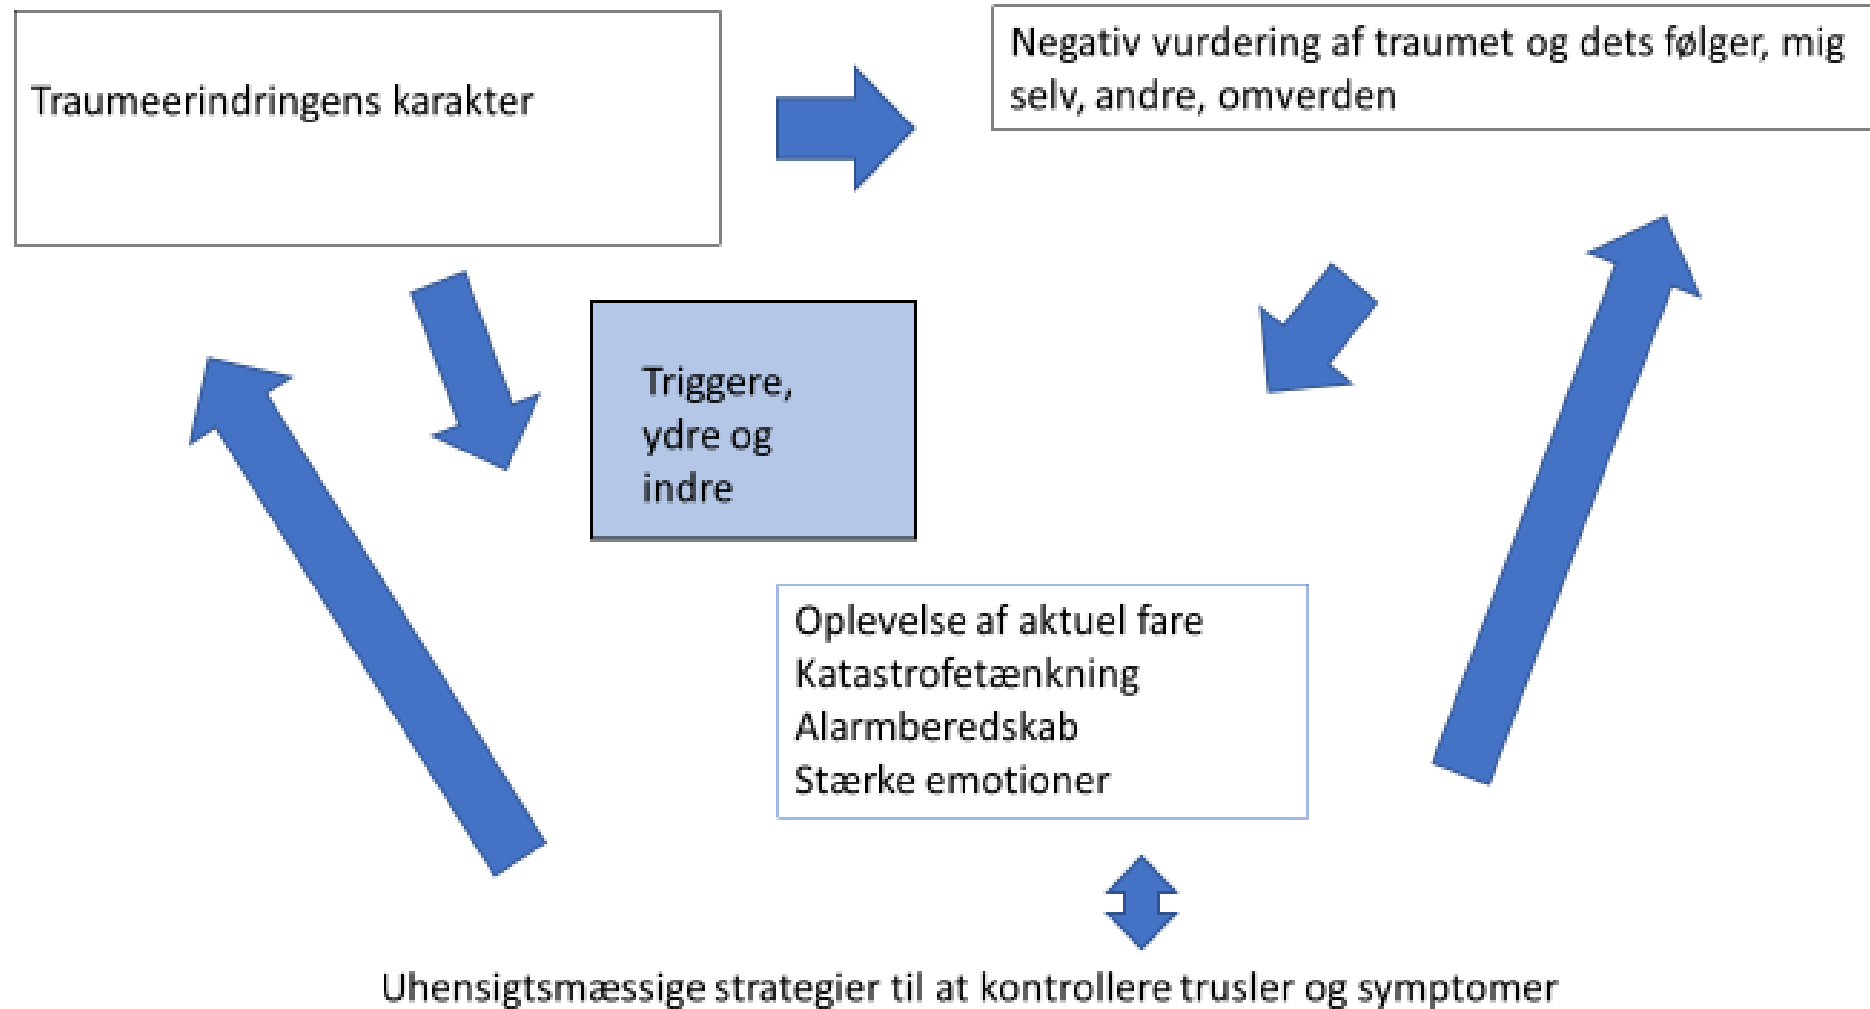 Traumeerindringens karakter
Negativ vurdering af traumet og dets følger, mig
selv, andre, omverden
Triggere,
ydre og
indre
Oplevelse af aktuel fare
Katastrofetænkning
Alarmberedskab
Stærke emotioner
Uhensigtsmæssige strategier til at kontrollere trusler og symptomer